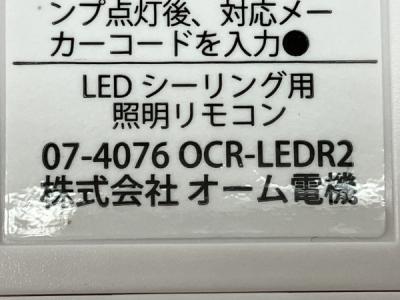 ンプ点灯後、対応メー
カーコードを入力●
LED シーリング用
照明リモコン
07-4076 OCR-LEDR2
株式会社 オーム電機